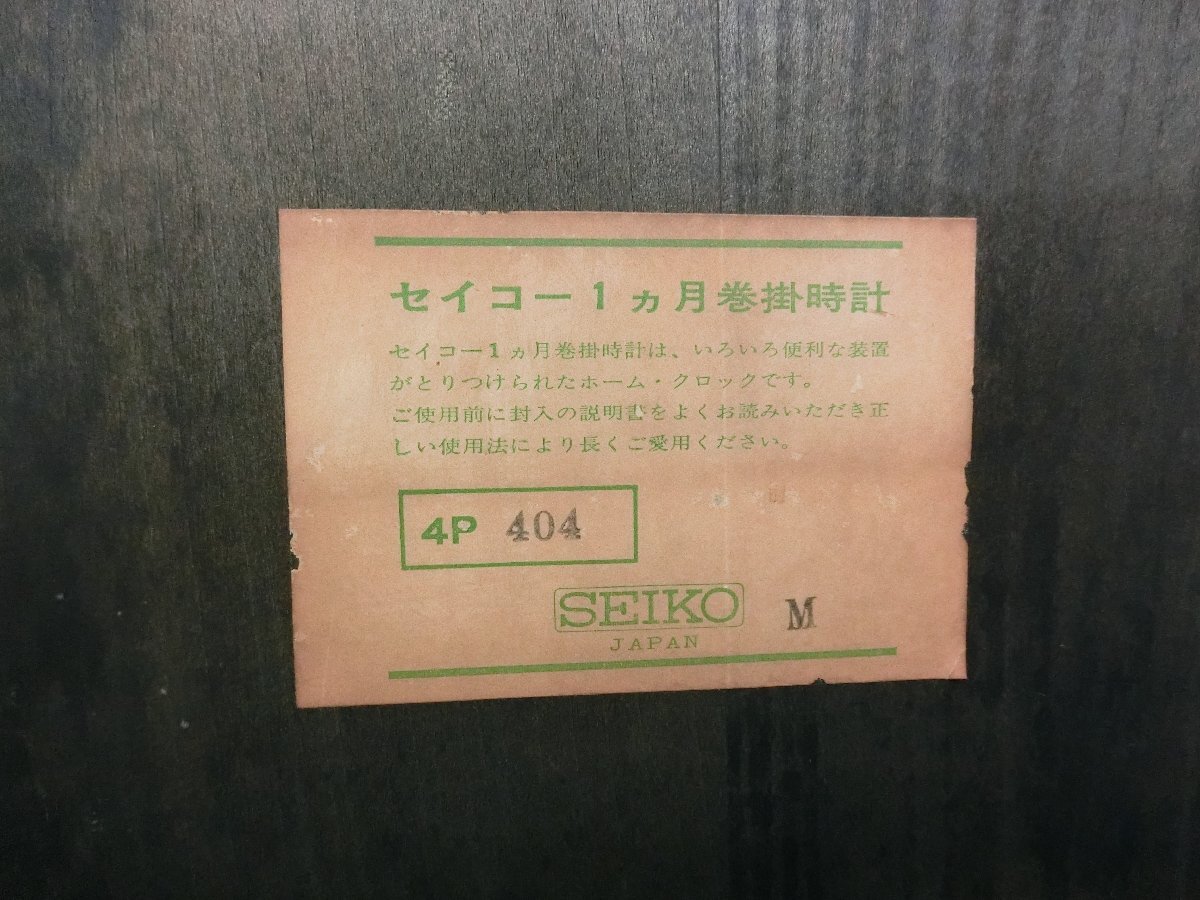 セイコー1ヵ月巻掛時計
セイコー1ヵ月巻掛時計は、いろいろ便利な装置
がとりつけられたホーム・クロックです。
ご使用前に封入の説明書をよくお読みいただき正
しい使用法により長くご愛用ください。
4P 404
SEIKO
JAPAN
M